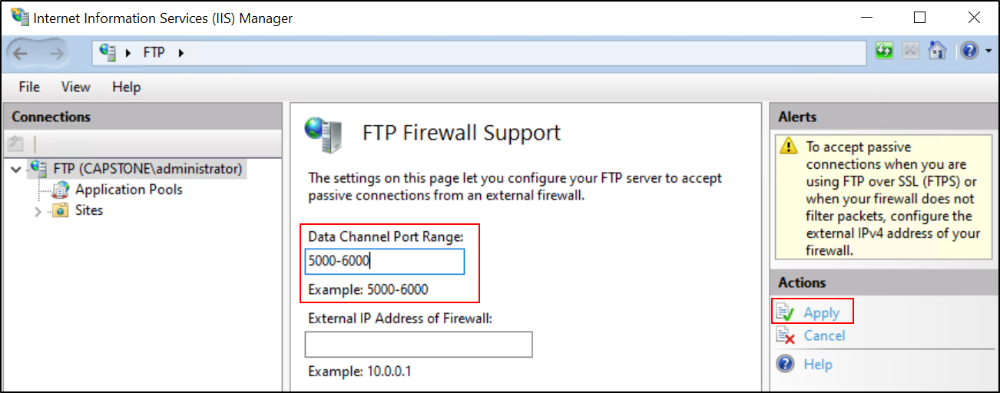 Internet Information Services (IIS) Manager
FTP
File View Help
Connections
FTP (CAPSTONE\administrator)
Application Pools
Sites
FTP Firewall Support
The settings on this page let you configure your FTP server to accept
passive connections from an external firewall.
Data Channel Port Range:
5000-6000
Example: 5000-6000
External IP Address of Firewall:
Example: 10.0.0.1
Alerts
To accept passive
connections when you are
using FTP over SSL (FTPS) or
when your firewall does not
filter packets, configure the
external IPv4 address of your
firewall.
Actions
Apply
Cancel
Help